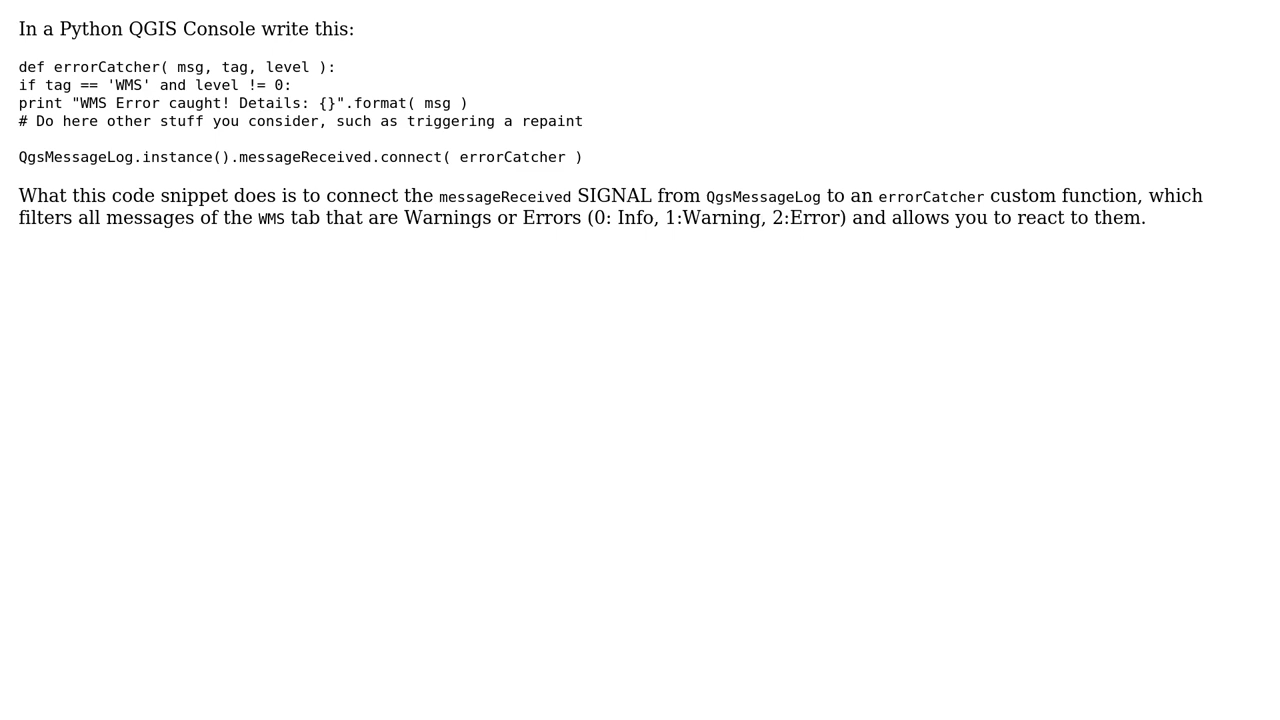 In a Python QGIS Console write this:
def errorCatcher( msg, tag, level ):
if tag == 'WMS' and level != 0:
print "WMS Error caught! Details: {}".format( msg )
# Do here other stuff you consider, such as triggering a repaint
QgsMessageLog.instance().messageReceived.connect( errorCatcher )
What this code snippet does is to connect the messageReceived SIGNAL from QgsMessageLog to an errorCatcher custom function, which
filters all messages of the WMS tab that are Warnings or Errors (0: Info, 1:Warning, 2:Error) and allows you to react to them.